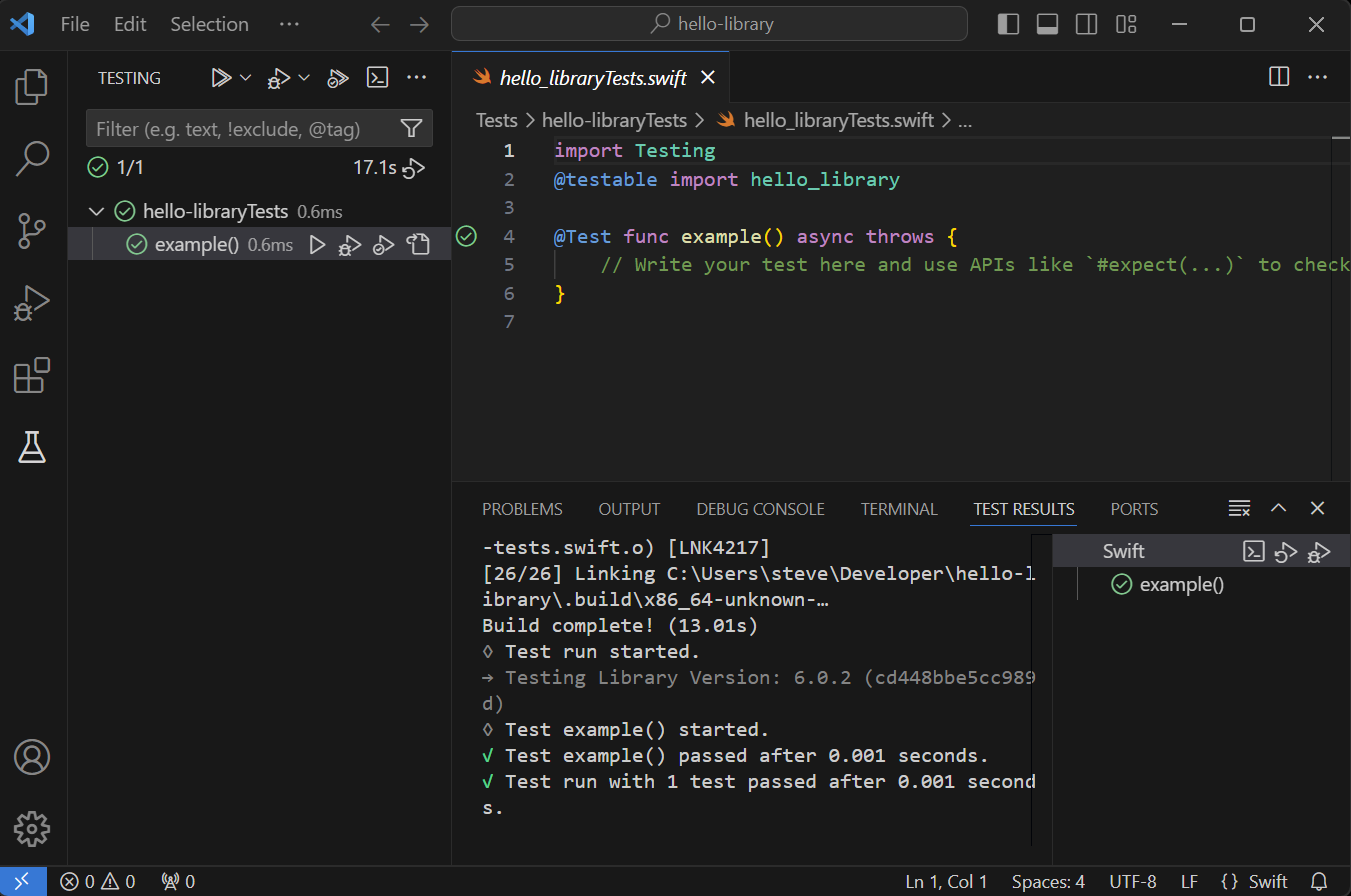 File Edit Selection ··· hello-library
TESTING
Filter (e.g. text, !exclude, @tag)
1/1 17.1s
hello-libraryTests 0.6ms
example() 0.6ms
hello_libraryTests.swift
Tests > hello-libraryTests > hello_libraryTests.swift > ...
1 import Testing
2 @testable import hello_library
3
4 @Test func example() async throws {
5 // Write your test here and use APIs like `#expect(...)` to check
6 }
7
PROBLEMS OUTPUT DEBUG CONSOLE TERMINAL TEST RESULTS PORTS
-tests.swift.o) [LNK4217]
[26/26] Linking C:\Users\steve\Developer\hello-l
ibrary\.build\x86_64-unknown-…
Build complete! (13.01s)
◊ Test run started.
→ Testing Library Version: 6.0.2 (cd448bbe5cc989
d)
◊ Test example() started.
√ Test example() passed after 0.001 seconds.
√ Test run with 1 test passed after 0.001 second
s.
Swift
example()
0 0 0 Ln 1, Col 1 Spaces: 4 UTF-8 LF {} Swift